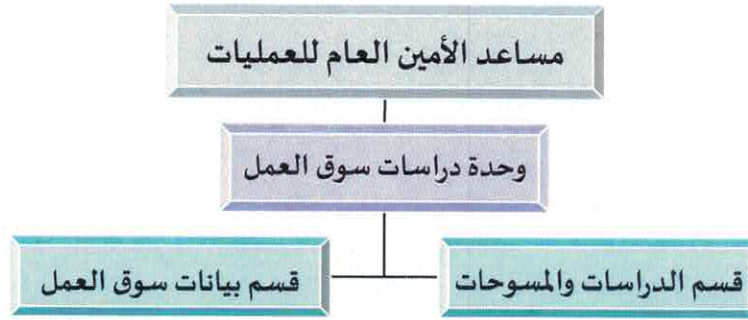 مساعد الأمين العام للعمليات
وحدة دراسات سوق العمل
قسم الدراسات والمسوحات
قسم بيانات سوق العمل